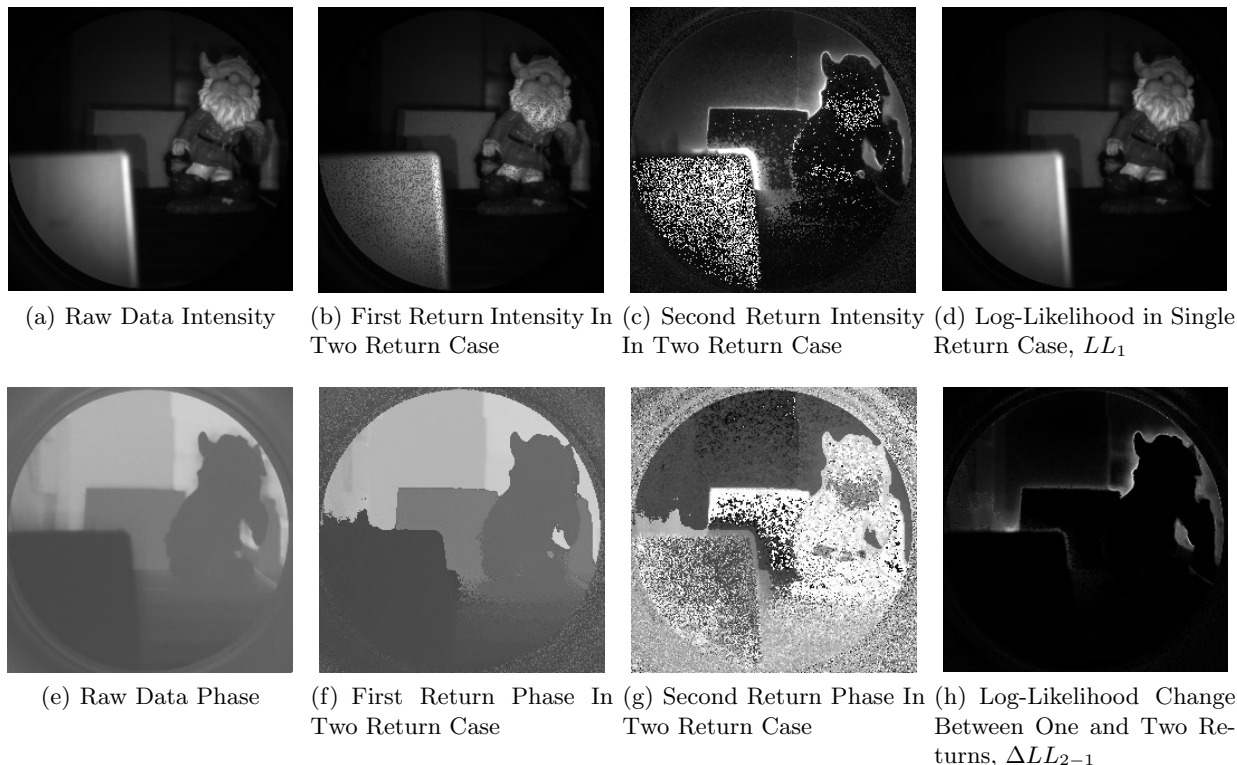 (a) Raw Data Intensity
(b) First Return Intensity In
Two Return Case
(c) Second Return Intensity
In Two Return Case
(d) Log-Likelihood in Single
Return Case, LL₁
(e) Raw Data Phase
(f) First Return Phase In
Two Return Case
(g) Second Return Phase In
Two Return Case
(h) Log-Likelihood Change
Between One and Two Re-
turns, ΔLL₂₋₁